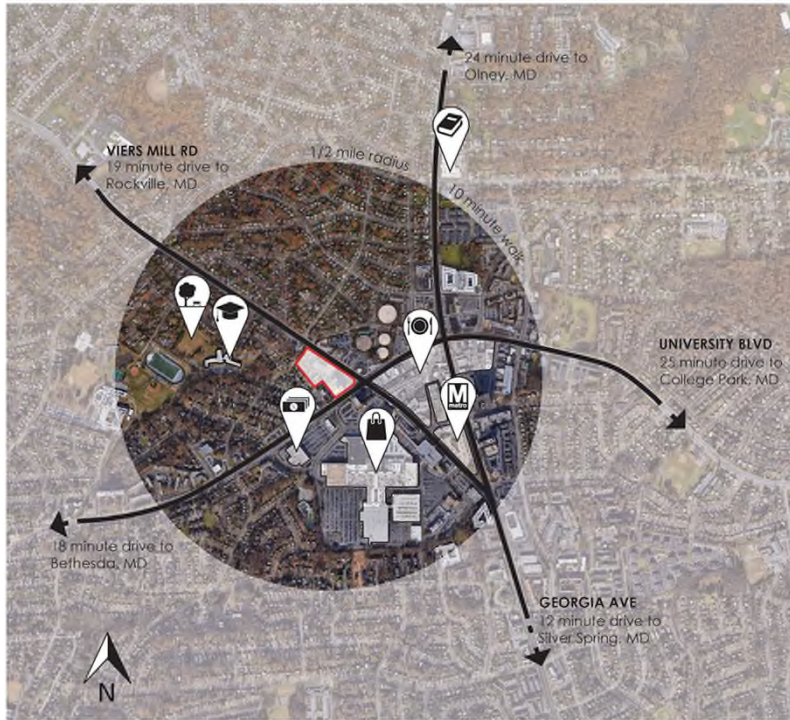 24 minute drive to
Olney, MD
VIERS MILL RD
19 minute drive to
Rockville, MD
1/2 mile radius
10 minute walk
UNIVERSITY BLVD
25 minute drive to
College Park, MD
M
metro
18 minute drive to
Bethesda, MD
GEORGIA AVE
12 minute drive to
Silver Spring, MD
N